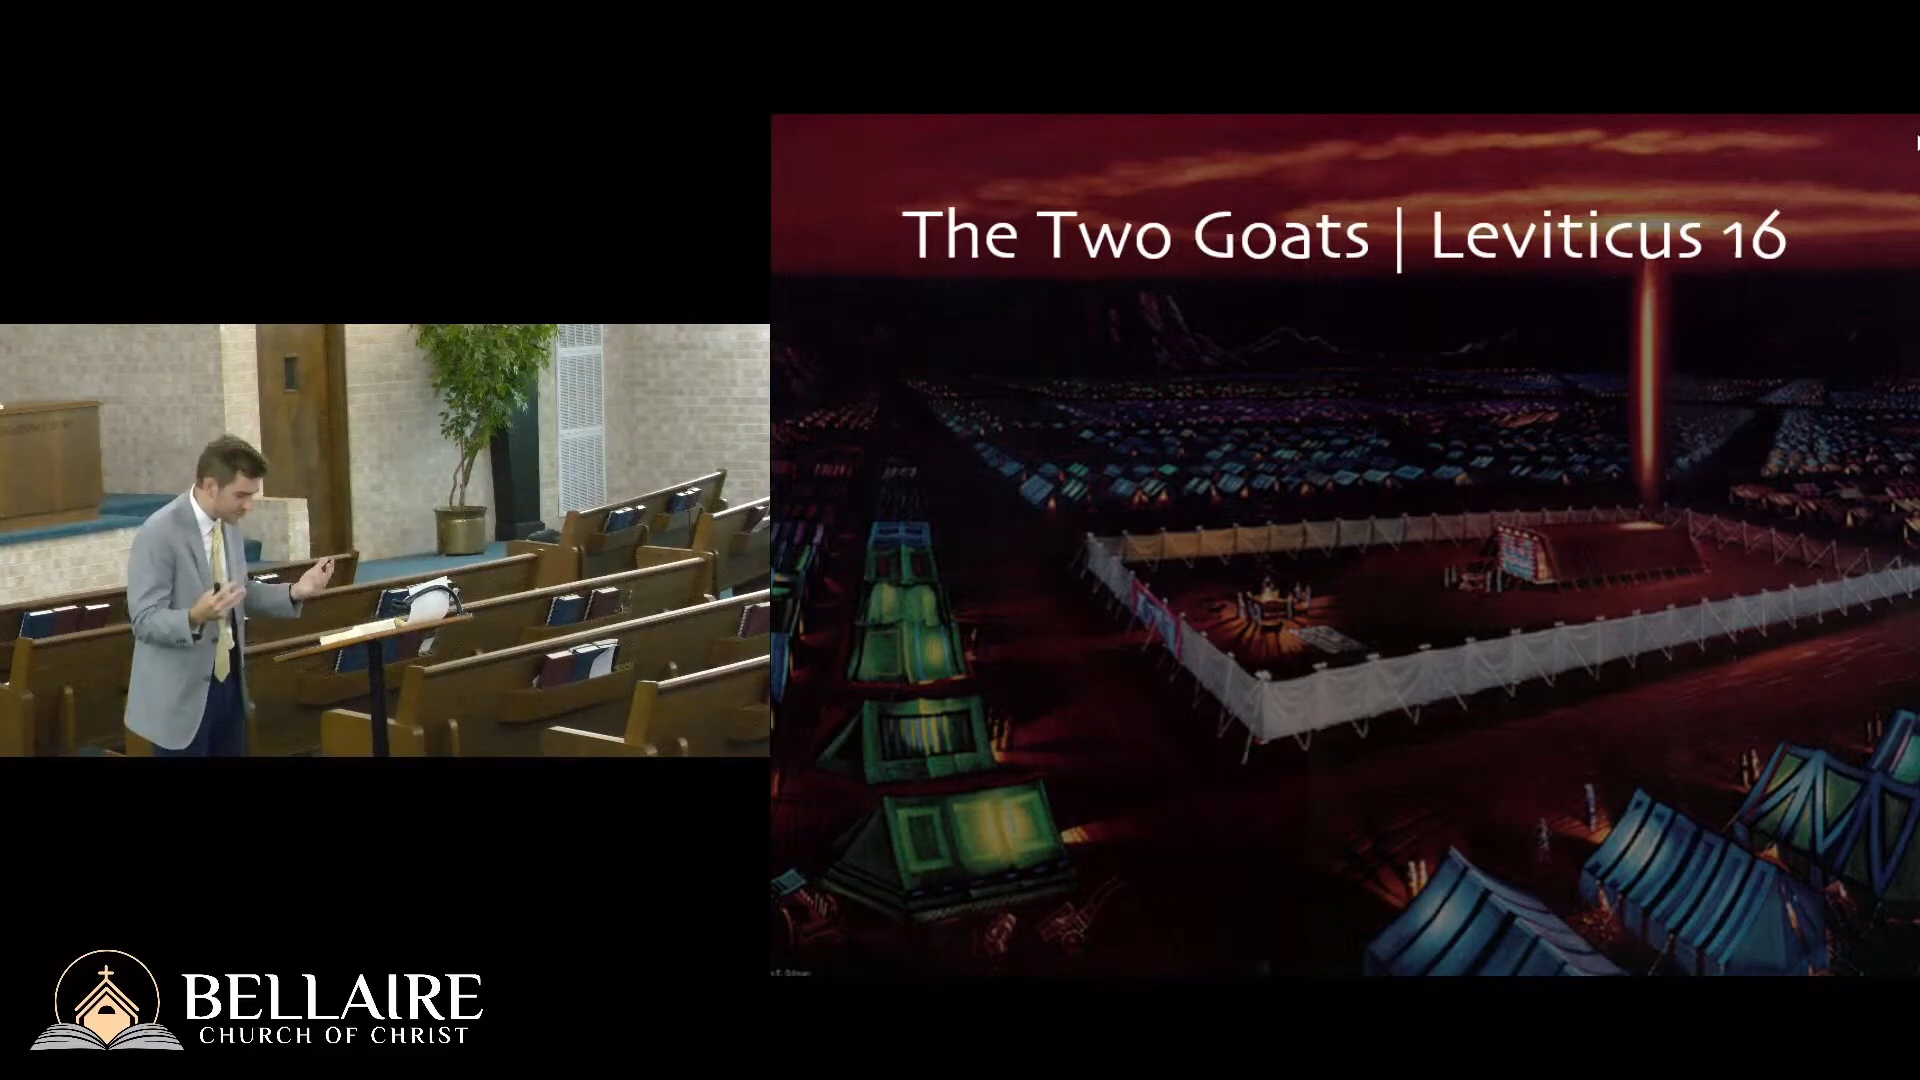 The Two Goats | Leviticus 16
BELLAIRE
CHURCH OF CHRIST